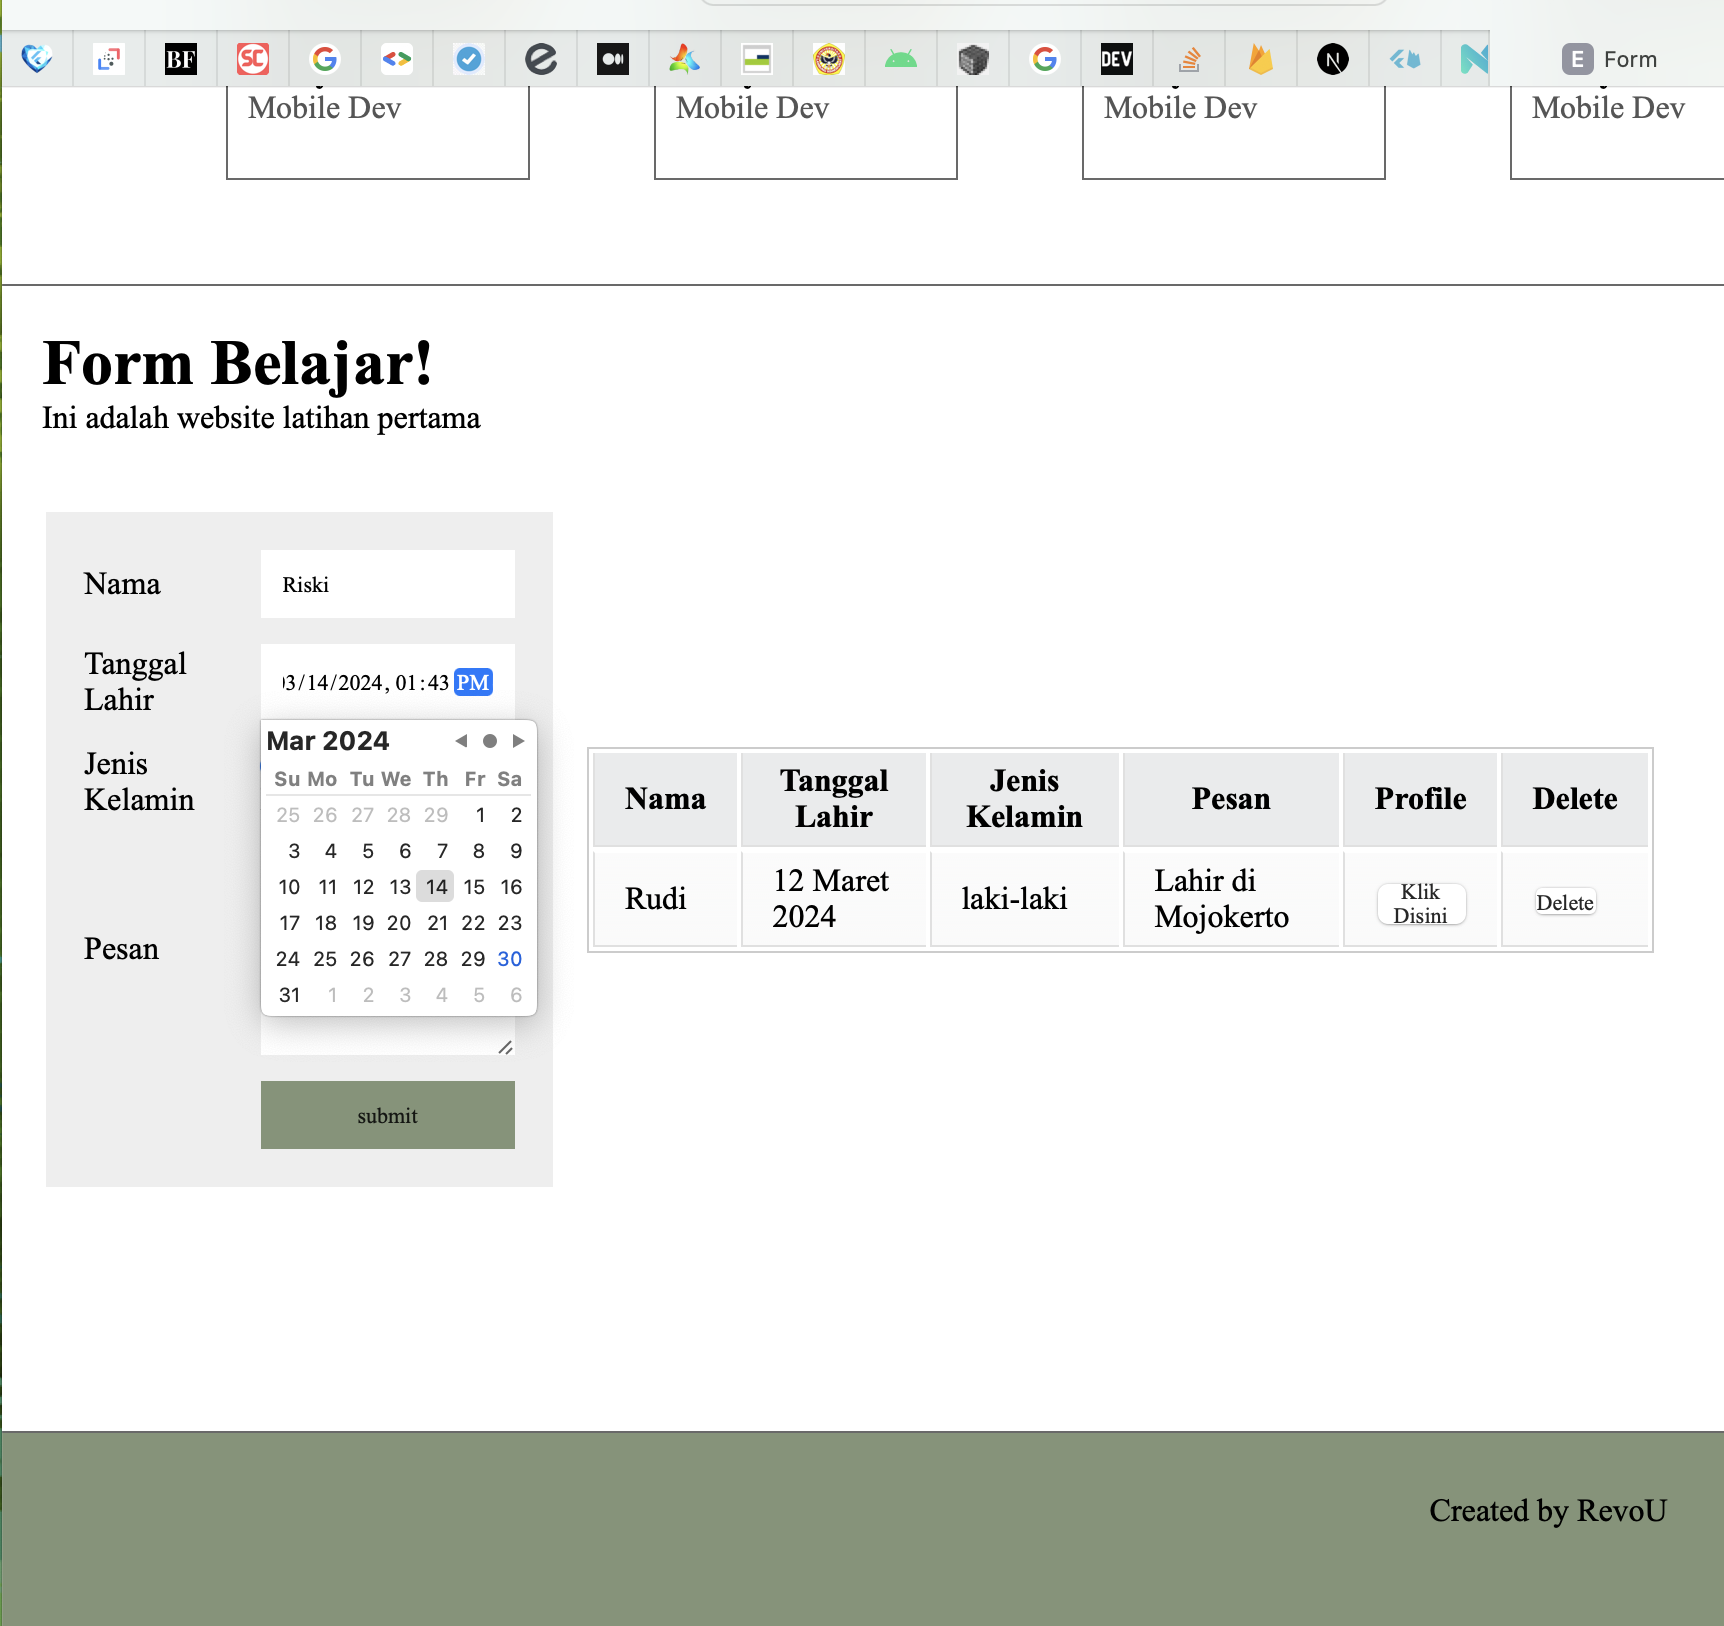 BF SC DEV N E Form
Mobile Dev Mobile Dev Mobile Dev Mobile Dev
Form Belajar!
Ini adalah website latihan pertama
Nama Riski
Tanggal Lahir 03/14/2024, 01:43 PM
Mar 2024
Su Mo Tu We Th Fr Sa
25 26 27 28 29 1 2
3 4 5 6 7 8 9
10 11 12 13 14 15 16
17 18 19 20 21 22 23
24 25 26 27 28 29 30
31 1 2 3 4 5 6
Jenis Kelamin
Pesan
submit
Nama Tanggal Lahir Jenis Kelamin Pesan Profile Delete
Rudi 12 Maret 2024 laki-laki Lahir di Mojokerto Klik Disini Delete
Created by RevoU